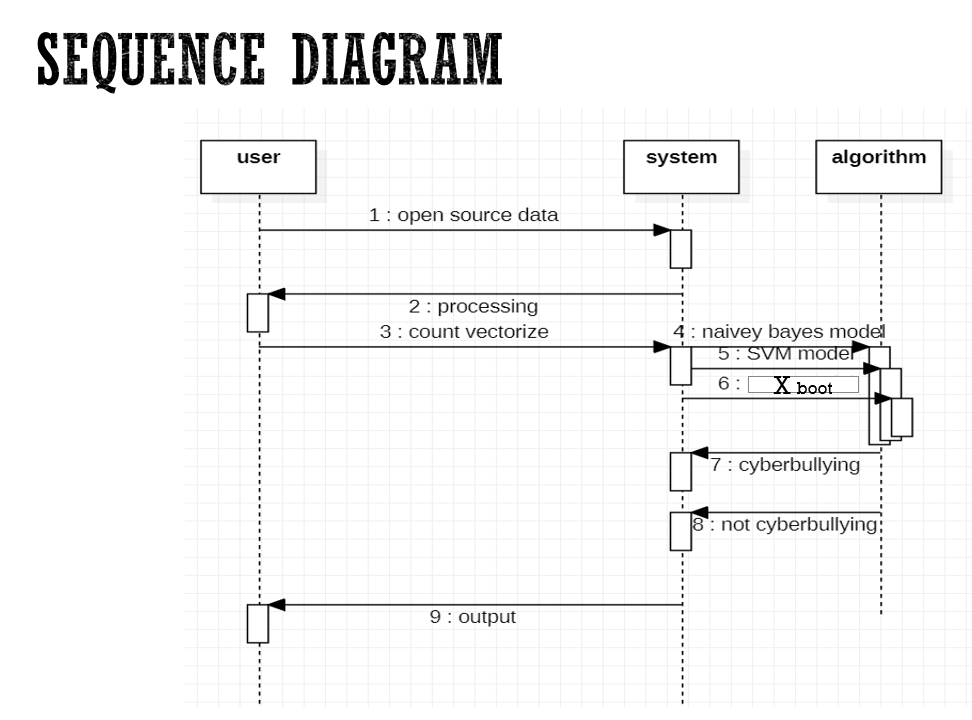 SEQUENCE DIAGRAM
user
system
algorithm
1 : open source data
2 : processing
3 : count vectorize
4 : naivey bayes model
5 : SVM model
6 : X boot
7 : cyberbullying
8 : not cyberbullying
9 : output